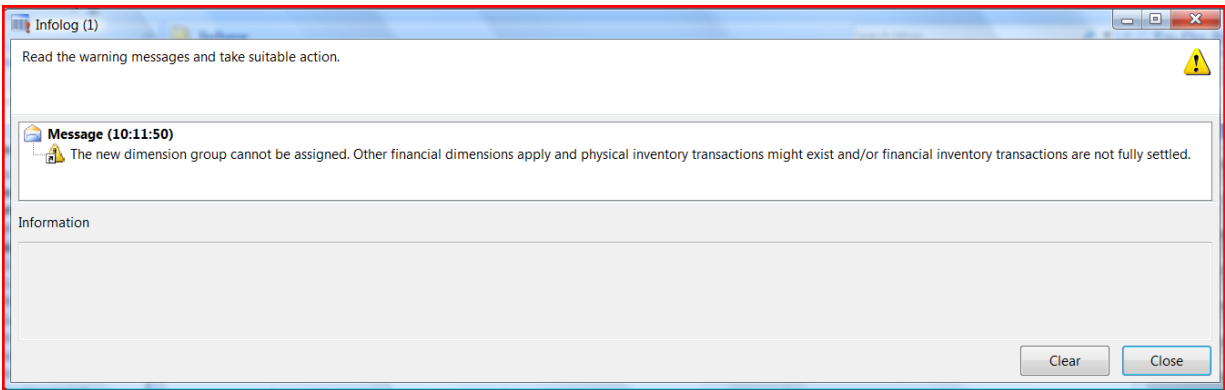 Infolog (1)
Read the warning messages and take suitable action.
Message (10:11:50)
The new dimension group cannot be assigned. Other financial dimensions apply and physical inventory transactions might exist and/or financial inventory transactions are not fully settled.
Information
Clear
Close